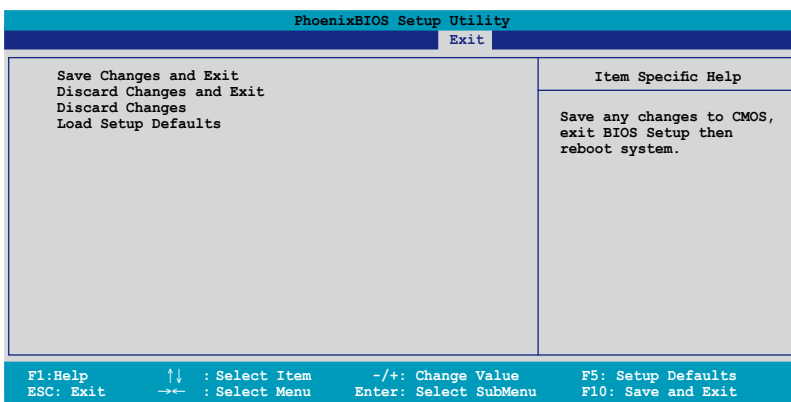 PhoenixBIOS Setup Utility
Exit
Save Changes and Exit
Discard Changes and Exit
Discard Changes
Load Setup Defaults
Item Specific Help
Save any changes to CMOS,
exit BIOS Setup then
reboot system.
F1:Help ↑↓ : Select Item -/+: Change Value F5: Setup Defaults
ESC: Exit →← : Select Menu Enter: Select SubMenu F10: Save and Exit